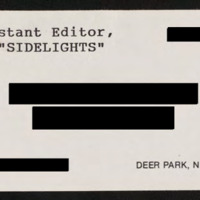 stant Editor,
"SIDELIGHTS"
DEER PARK, N